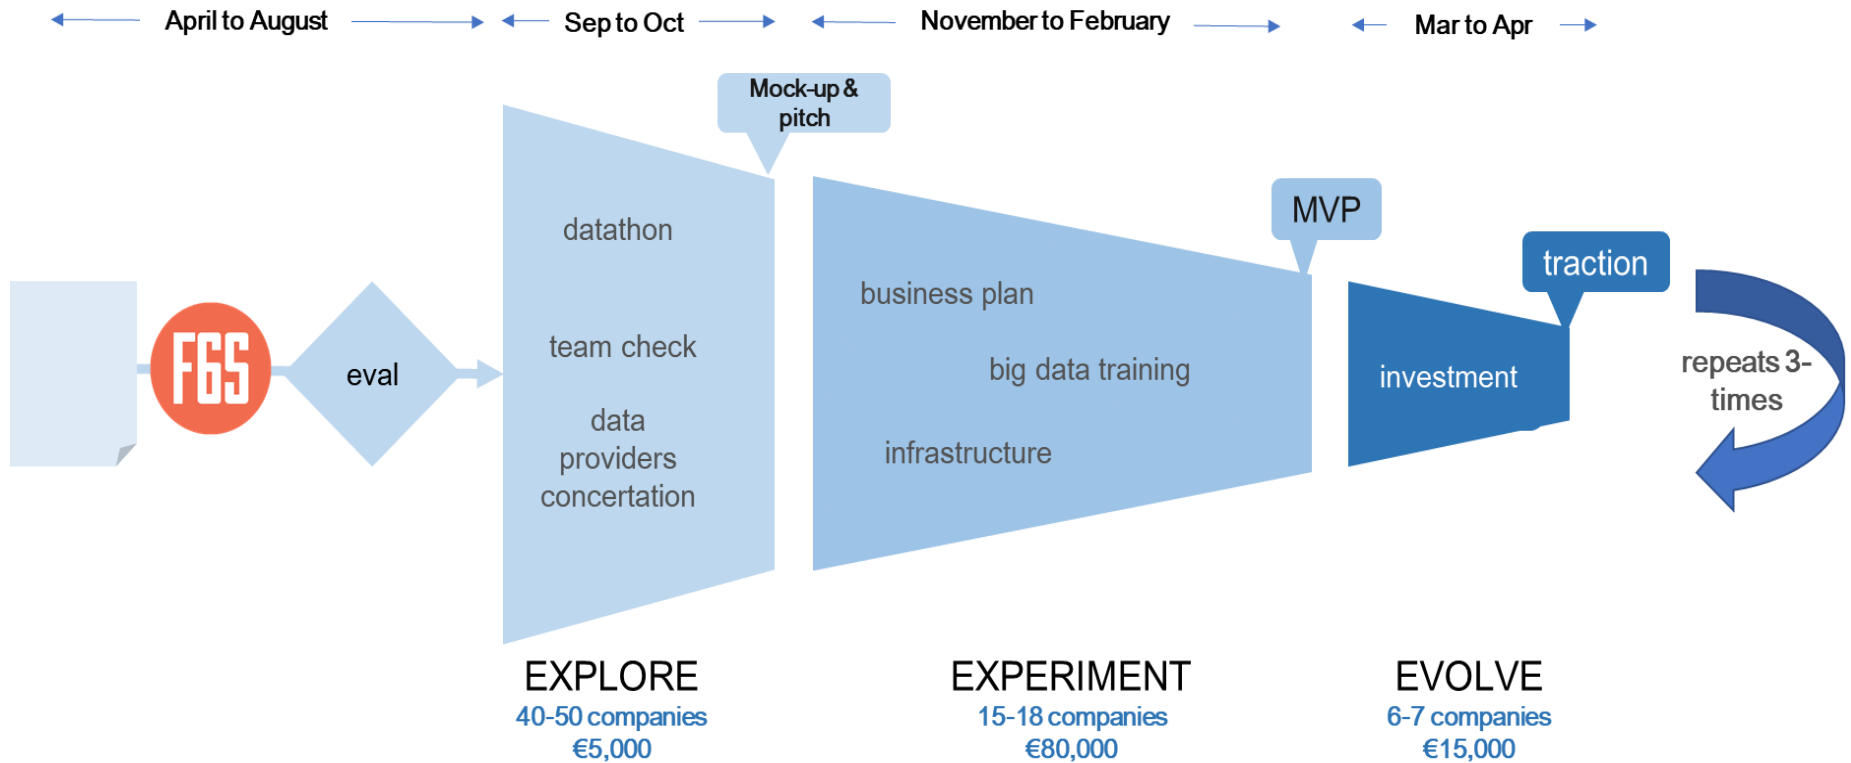 April to August
Sep to Oct
November to February
Mar to Apr
Mock-up &
pitch
MVP
traction
datathon
team check
data
providers
concertation
business plan
big data training
infrastructure
investment
F6S
eval
repeats 3-
times
EXPLORE
40-50 companies
€5,000
EXPERIMENT
15-18 companies
€80,000
EVOLVE
6-7 companies
€15,000